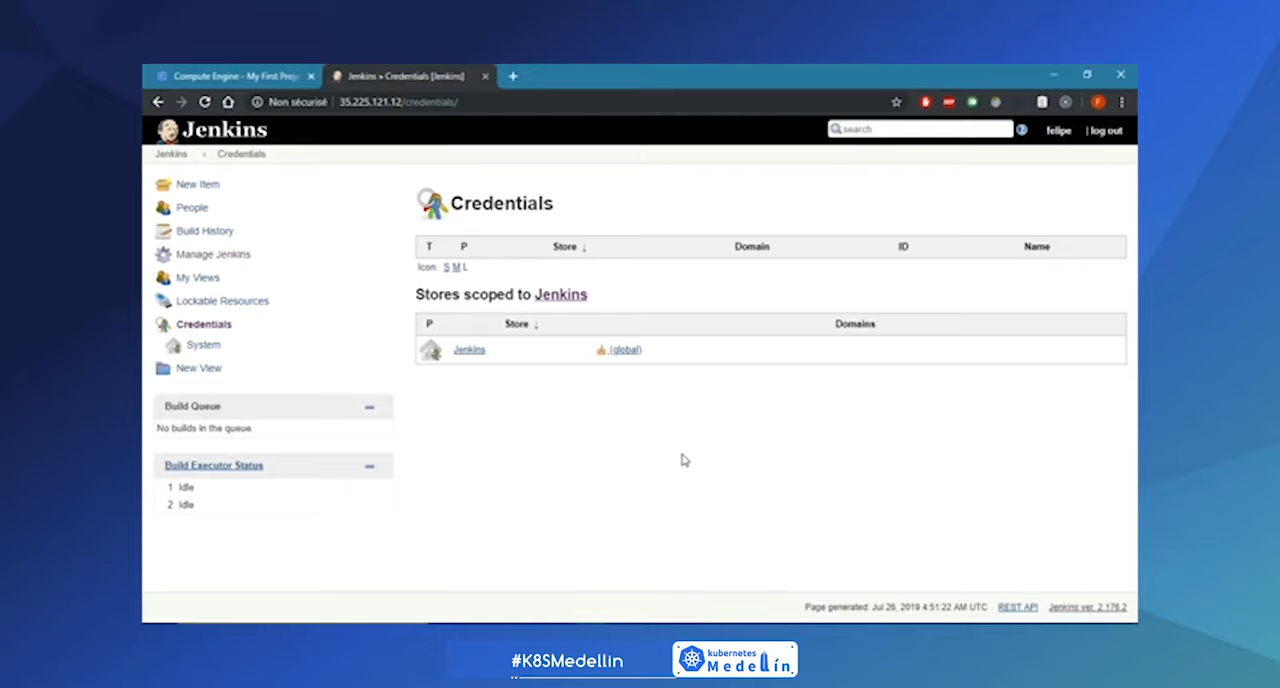 Compute Engine - My First Proje
Jenkins » Credentials [Jenkins]
Non sécurisé | 35.225.121.12/credentials/
Jenkins
search
felipe
| log out
Jenkins › Credentials
New Item
People
Build History
Manage Jenkins
My Views
Lockable Resources
Credentials
System
New View
Build Queue
No builds in the queue.
Build Executor Status
1 Idle
2 Idle
Credentials
T P Store ↓ Domain ID Name
Icon: S M L
Stores scoped to Jenkins
P Store ↓ Domains
Jenkins (global)
Page generated: Jul 26, 2019 4:51:22 AM UTC REST API Jenkins ver. 2.176.2
#K8SMedellin
kubernetes
Medellín